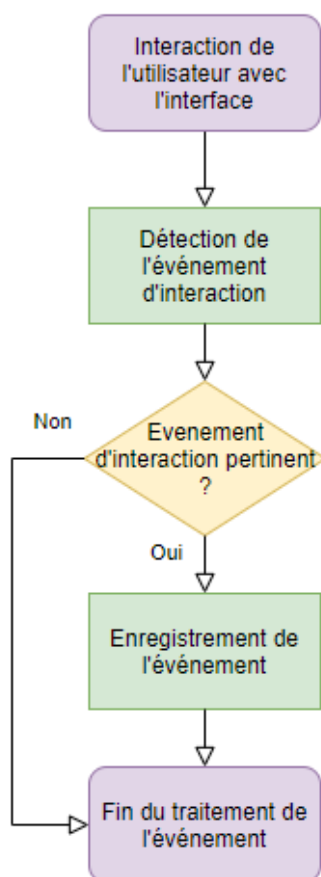 Interaction de
l'utilisateur avec
l'interface
Détection de
l'événement
d'interaction
Non
Evenement
d'interaction pertinent
?
Oui
Enregistrement de
l'événement
Fin du traitement de
l'événement